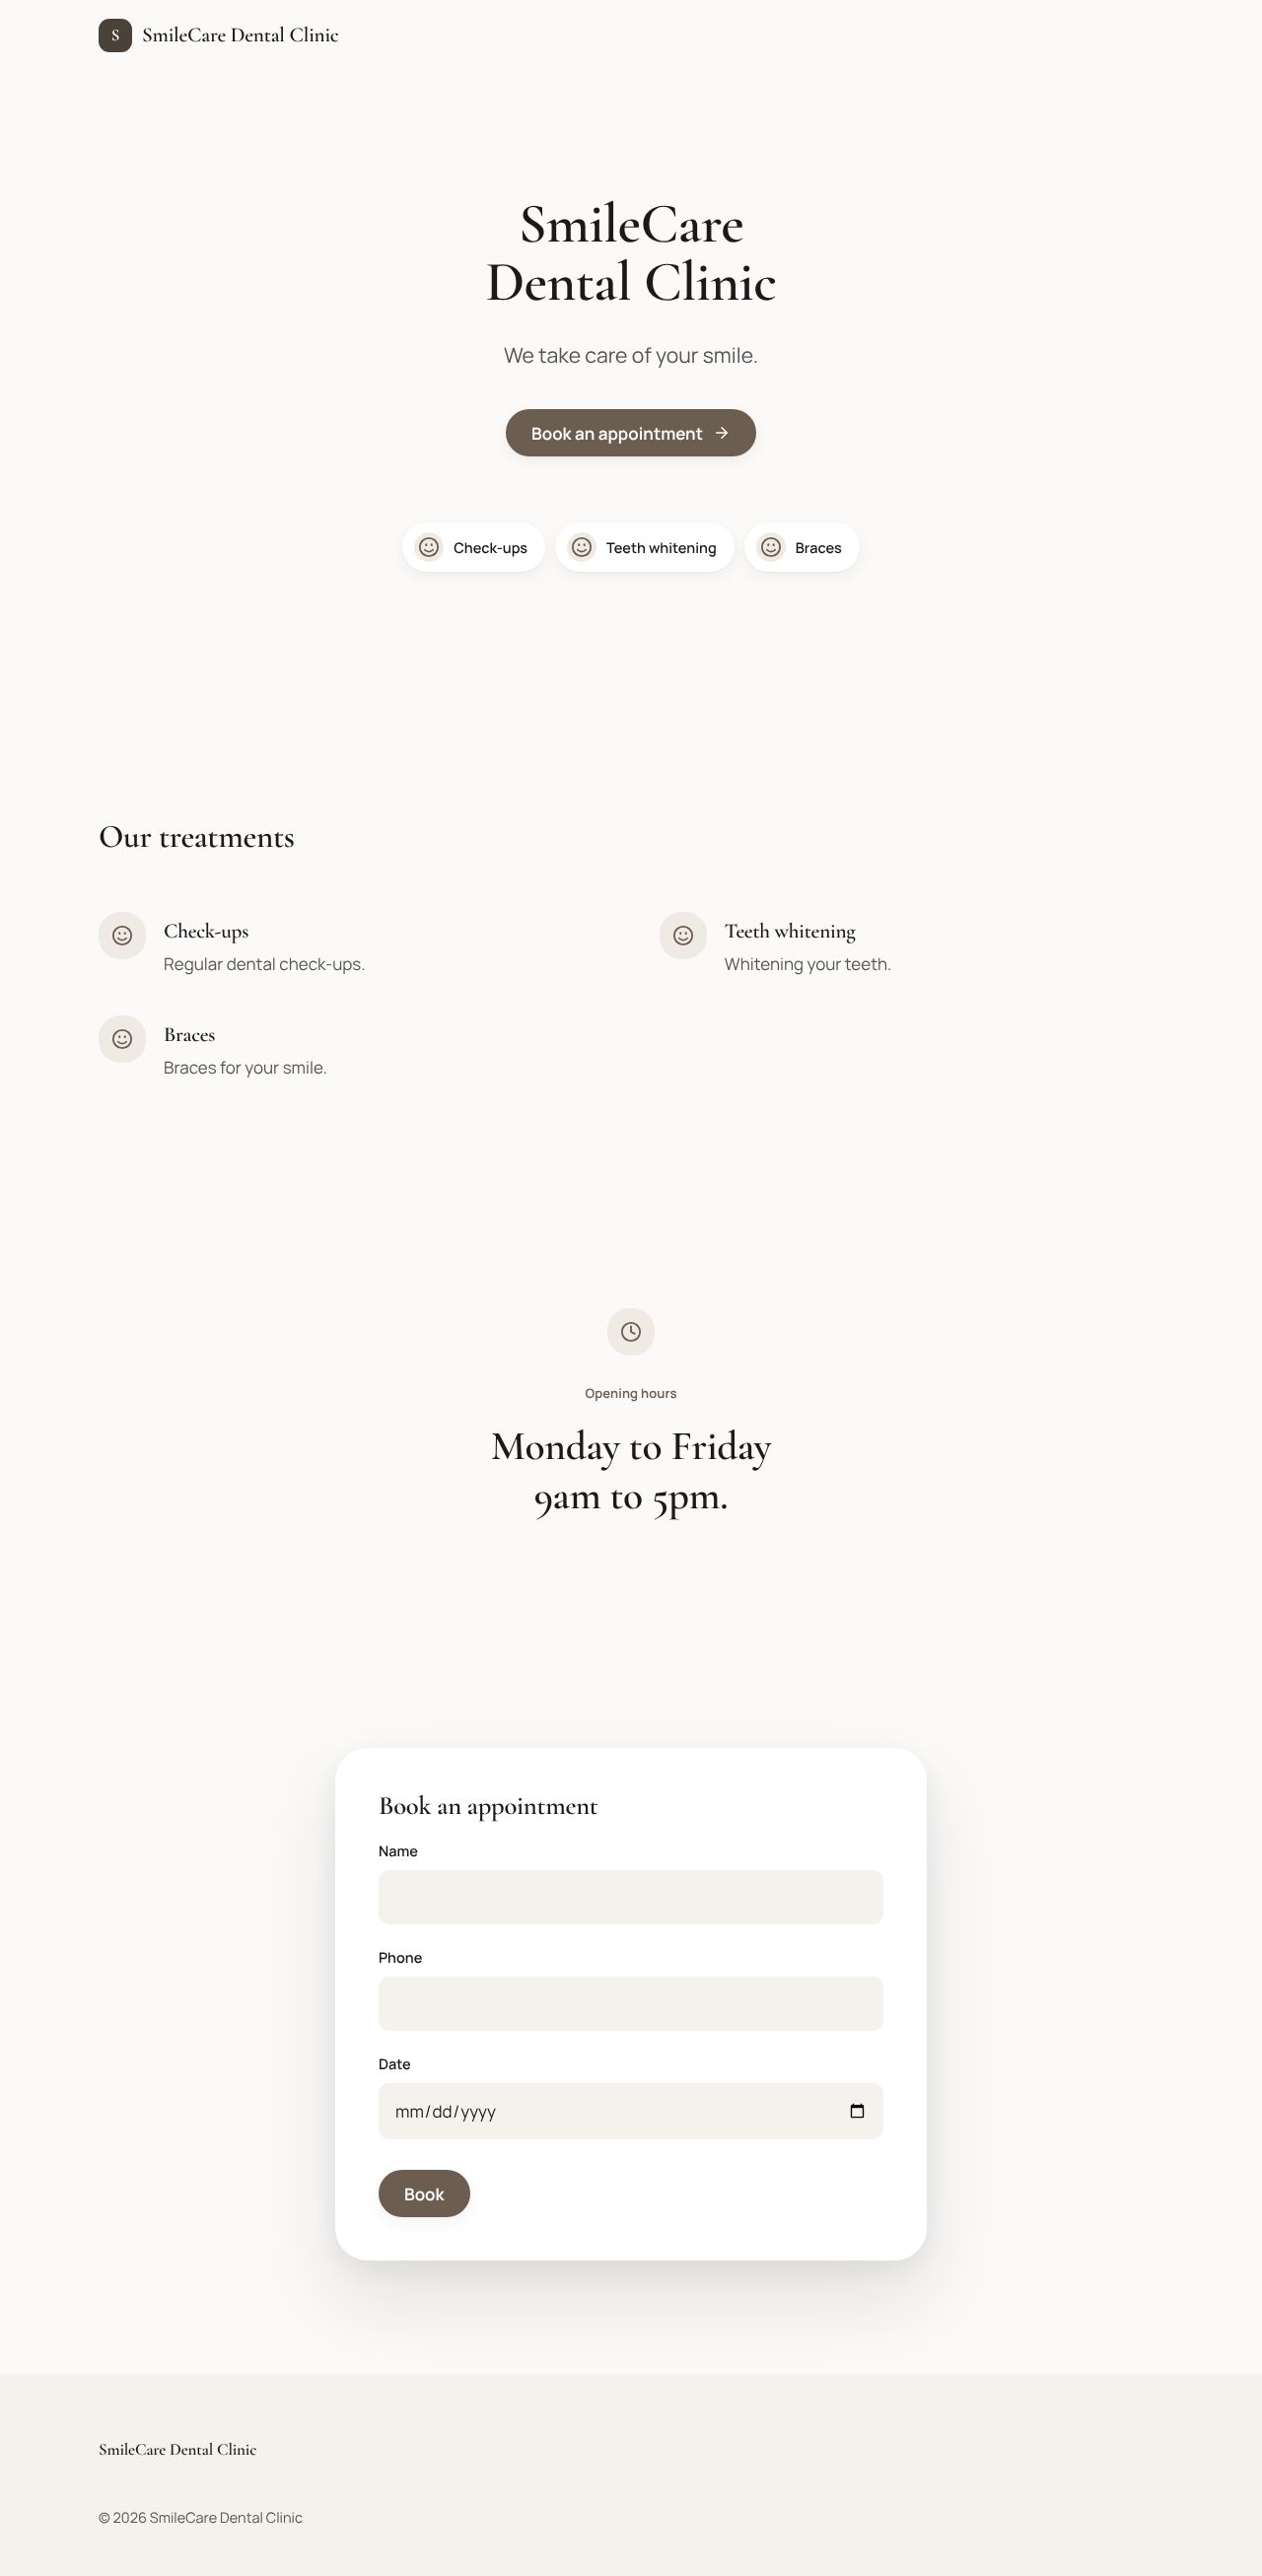 S
SmileCare Dental Clinic
SmileCare
Dental Clinic
We take care of your smile.
Book an appointment
Check-ups
Teeth whitening
Braces
Our treatments
Check-ups
Regular dental check-ups.
Teeth whitening
Whitening your teeth.
Braces
Braces for your smile.
Opening hours
Monday to Friday
9am to 5pm.
Book an appointment
Name
Phone
Date
mm/dd/yyyy
Book
SmileCare Dental Clinic
© 2026 SmileCare Dental Clinic